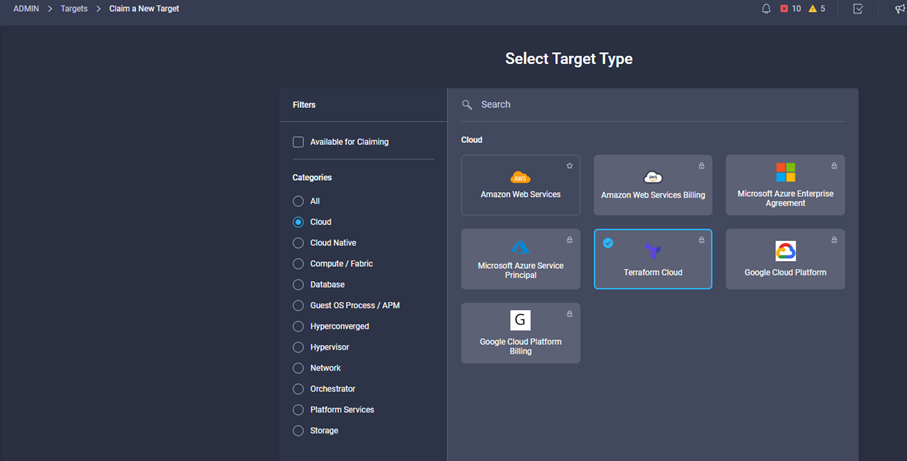 ADMIN > Targets > Claim a New Target
10 5
Select Target Type
Filters
Search
Available for Claiming
Cloud
Categories
All
Cloud
Cloud Native
Compute / Fabric
Database
Guest OS Process / APM
Hyperconverged
Hypervisor
Network
Orchestrator
Platform Services
Storage
aws
Amazon Web Services
aws
Amazon Web Services Billing
Microsoft Azure Enterprise
Agreement
Microsoft Azure Service
Principal
Terraform Cloud
Google Cloud Platform
G
Google Cloud Platform
Billing